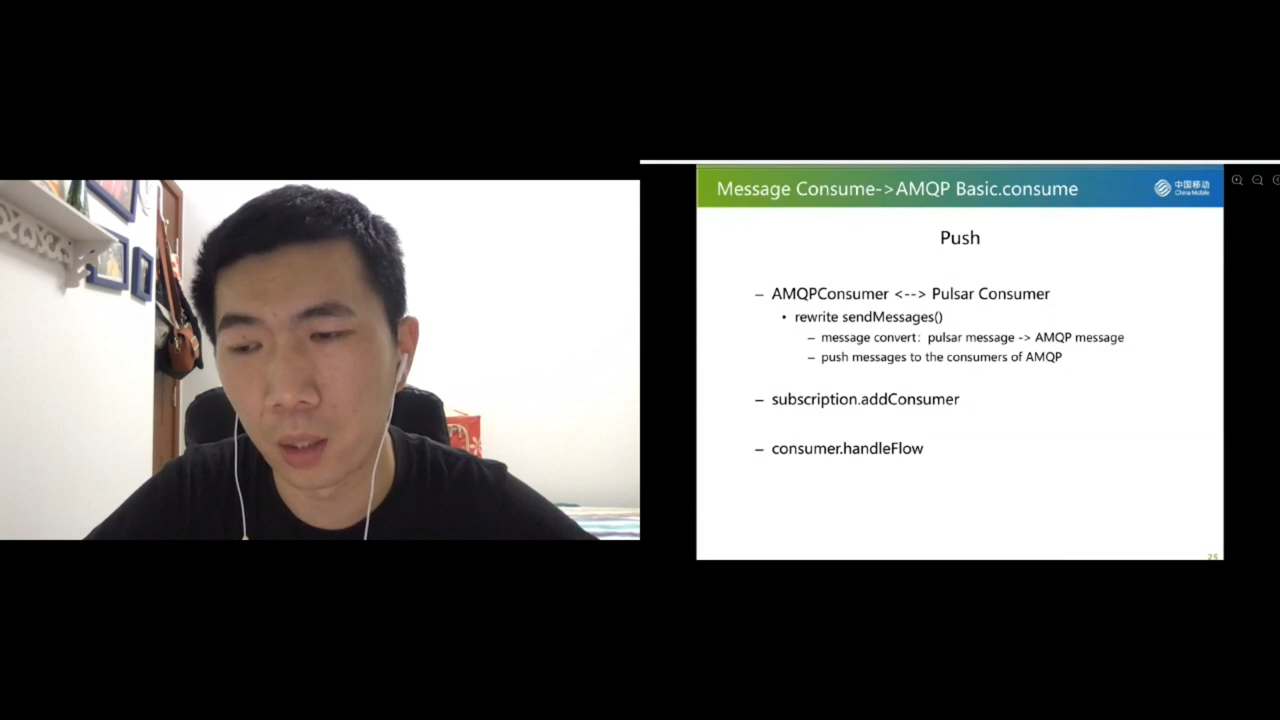 Message Consume->AMQP Basic.consume
中国移动
China Mobile
Push
– AMQPConsumer <--> Pulsar Consumer
• rewrite sendMessages()
– message convert: pulsar message -> AMQP message
– push messages to the consumers of AMQP
– subscription.addConsumer
– consumer.handleFlow
25